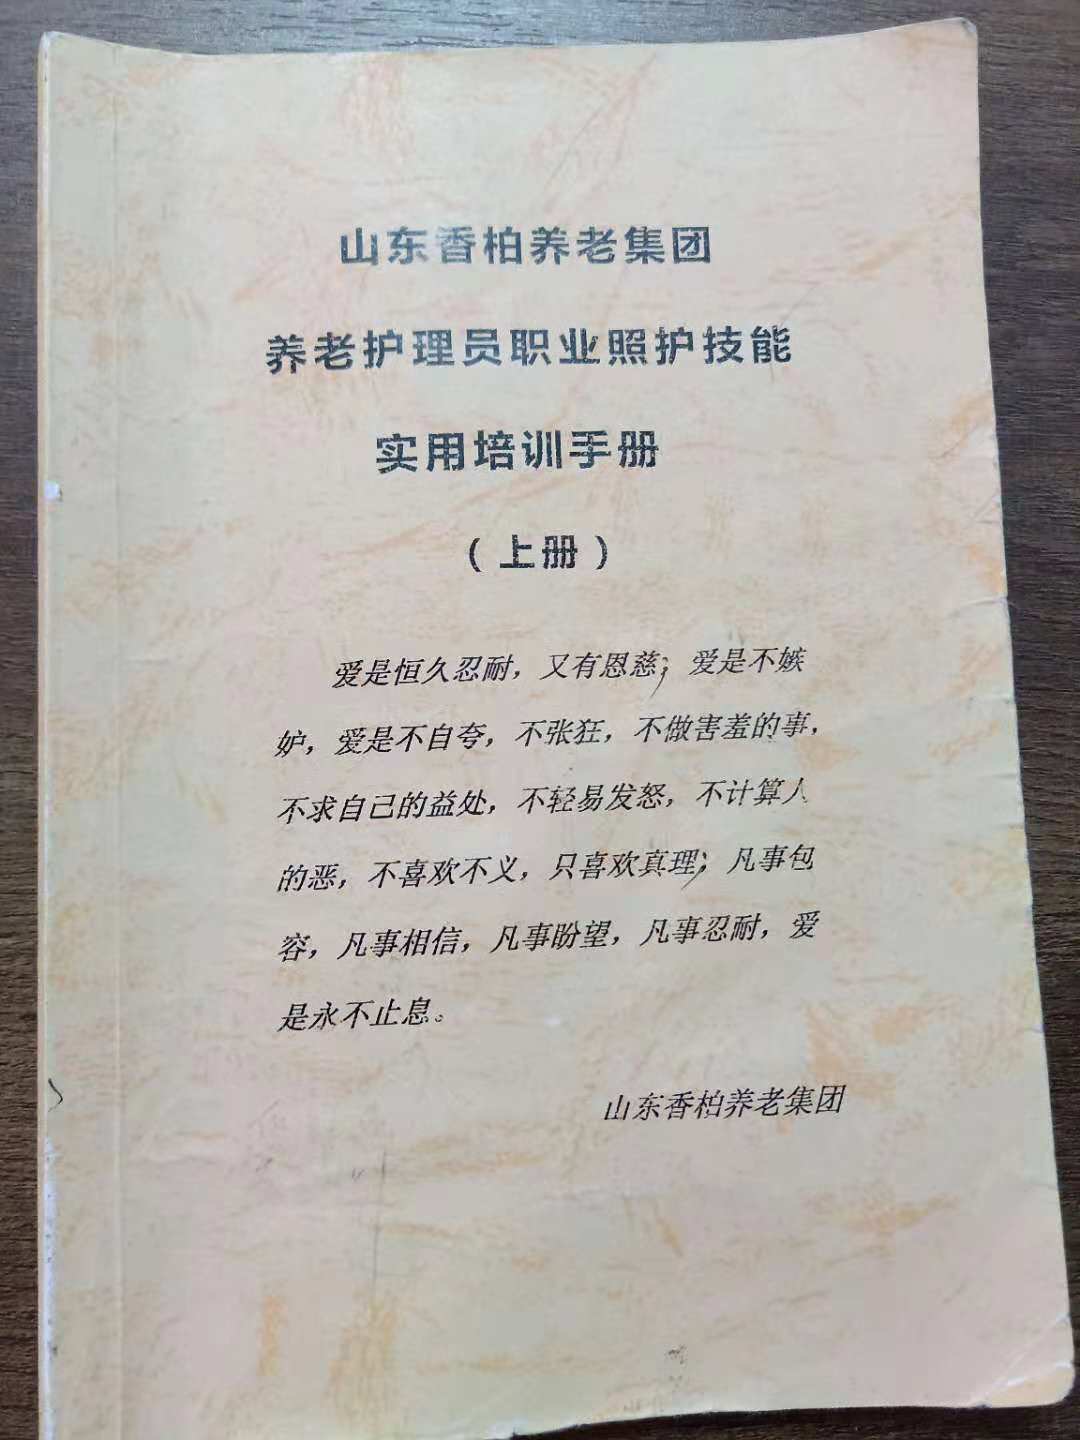 山东香柏养老集团
养老护理员职业照护技能
实用培训手册
（上册）
爱是恒久忍耐，又有恩慈；爱是不嫉
妒，爱是不自夸，不张狂，不做害羞的事，
不求自己的益处，不轻易发怒，不计算人
的恶，不喜欢不义，只喜欢真理；凡事包
容，凡事相信，凡事盼望，凡事忍耐，爱
是永不止息。
山东香柏养老集团